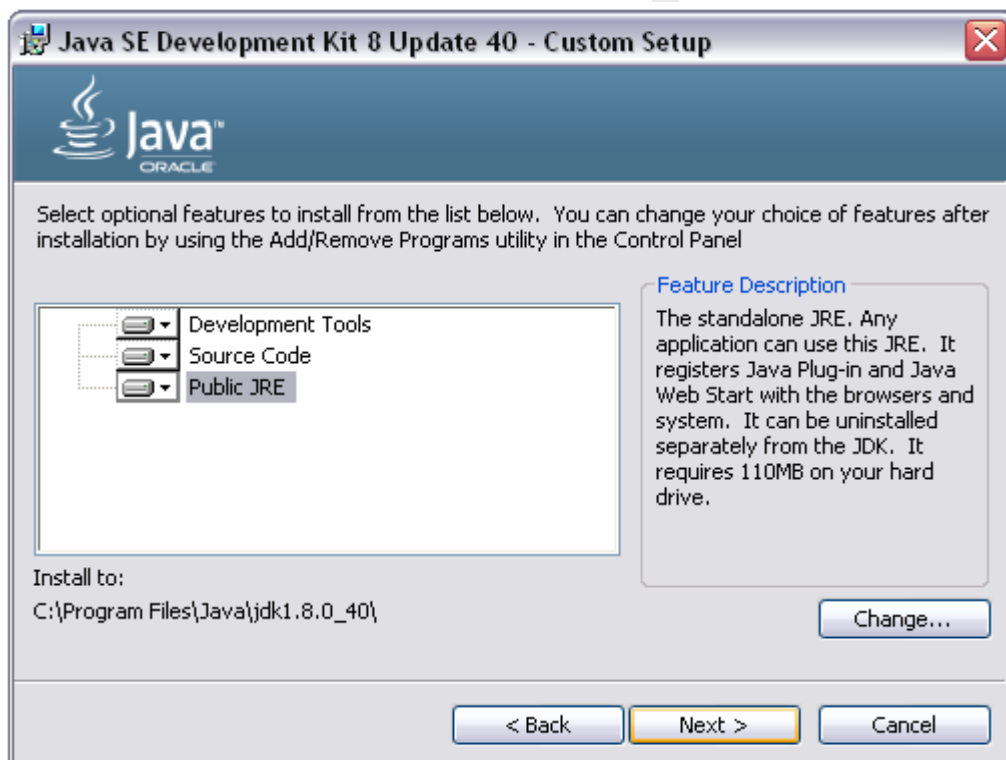 Java SE Development Kit 8 Update 40 - Custom Setup
Java™
ORACLE
Select optional features to install from the list below.  You can change your choice of features after
installation by using the Add/Remove Programs utility in the Control Panel
Development Tools
Source Code
Public JRE
Feature Description
The standalone JRE. Any
application can use this JRE.  It
registers Java Plug-in and Java
Web Start with the browsers and
system.  It can be uninstalled
separately from the JDK.  It
requires 110MB on your hard
drive.
Install to:
C:\Program Files\Java\jdk1.8.0_40\
Change...
< Back
Next >
Cancel